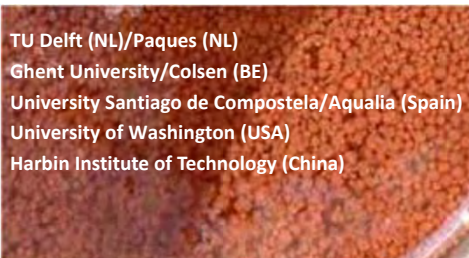 TU Delft (NL)/Paques (NL)
Ghent University/Colsen (BE)
University Santiago de Compostela/Aqualia (Spain)
University of Washington (USA)
Harbin Institute of Technology (China)